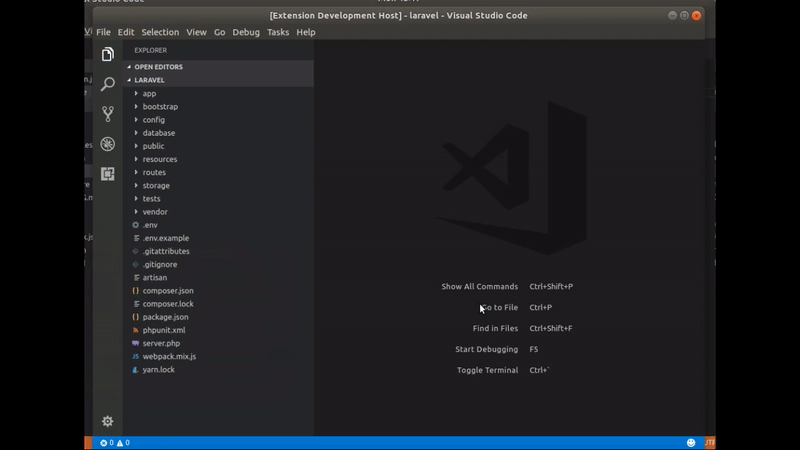 [Extension Development Host] - laravel - Visual Studio Code
File Edit Selection View Go Debug Tasks Help
EXPLORER
OPEN EDITORS
LARAVEL
app
bootstrap
config
database
public
resources
routes
storage
tests
vendor
.env
.env.example
.gitattributes
.gitignore
artisan
composer.json
composer.lock
package.json
phpunit.xml
server.php
webpack.mix.js
yarn.lock
Show All Commands Ctrl+Shift+P
Go to File Ctrl+P
Find in Files Ctrl+Shift+F
Start Debugging F5
Toggle Terminal Ctrl+`
0 0